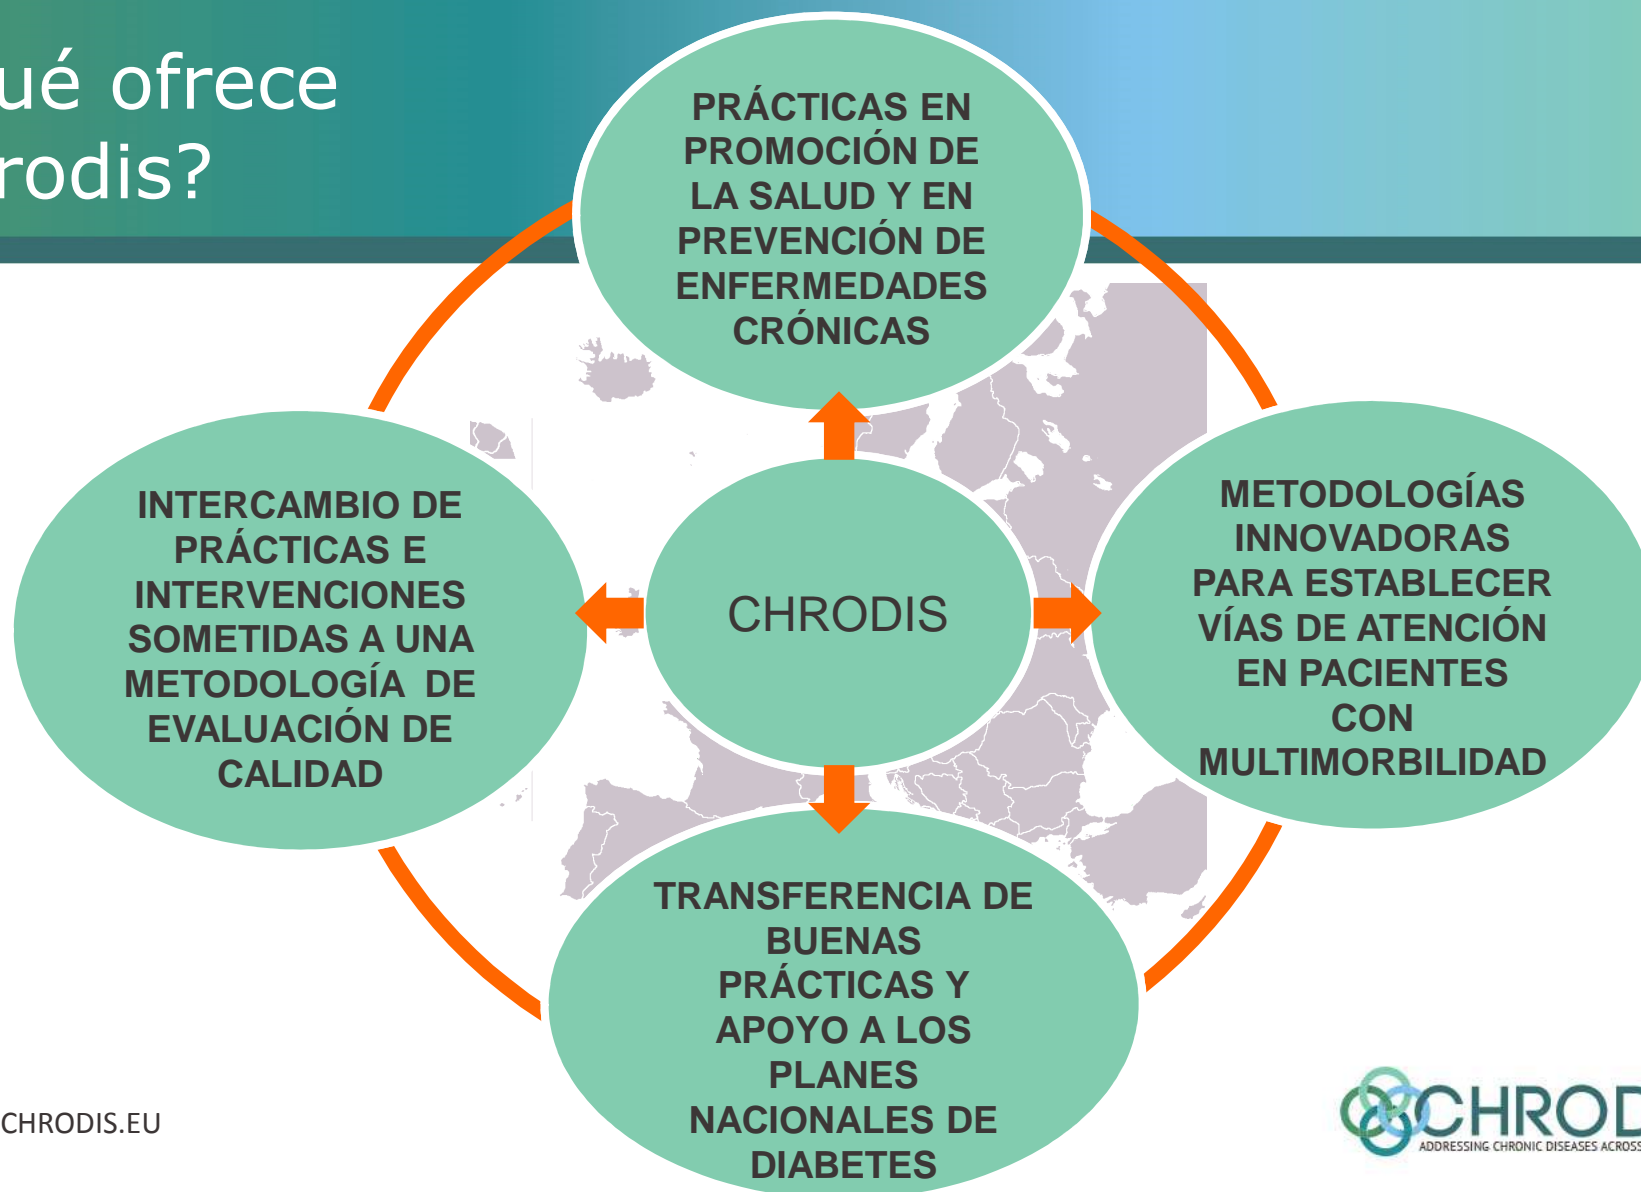 ué ofrece
rodis?
PRÁCTICAS EN
PROMOCIÓN DE
LA SALUD Y EN
PREVENCIÓN DE
ENFERMEDADES
CRÓNICAS
INTERCAMBIO DE
PRÁCTICAS E
INTERVENCIONES
SOMETIDAS A UNA
METODOLOGÍA DE
EVALUACIÓN DE
CALIDAD
CHRODIS
METODOLOGÍAS
INNOVADORAS
PARA ESTABLECER
VÍAS DE ATENCIÓN
EN PACIENTES
CON
MULTIMORBILIDAD
TRANSFERENCIA DE
BUENAS
PRÁCTICAS Y
APOYO A LOS
PLANES
NACIONALES DE
DIABETES
CHRODIS.EU
CHROD
ADDRESSING CHRONIC DISEASES ACROSS